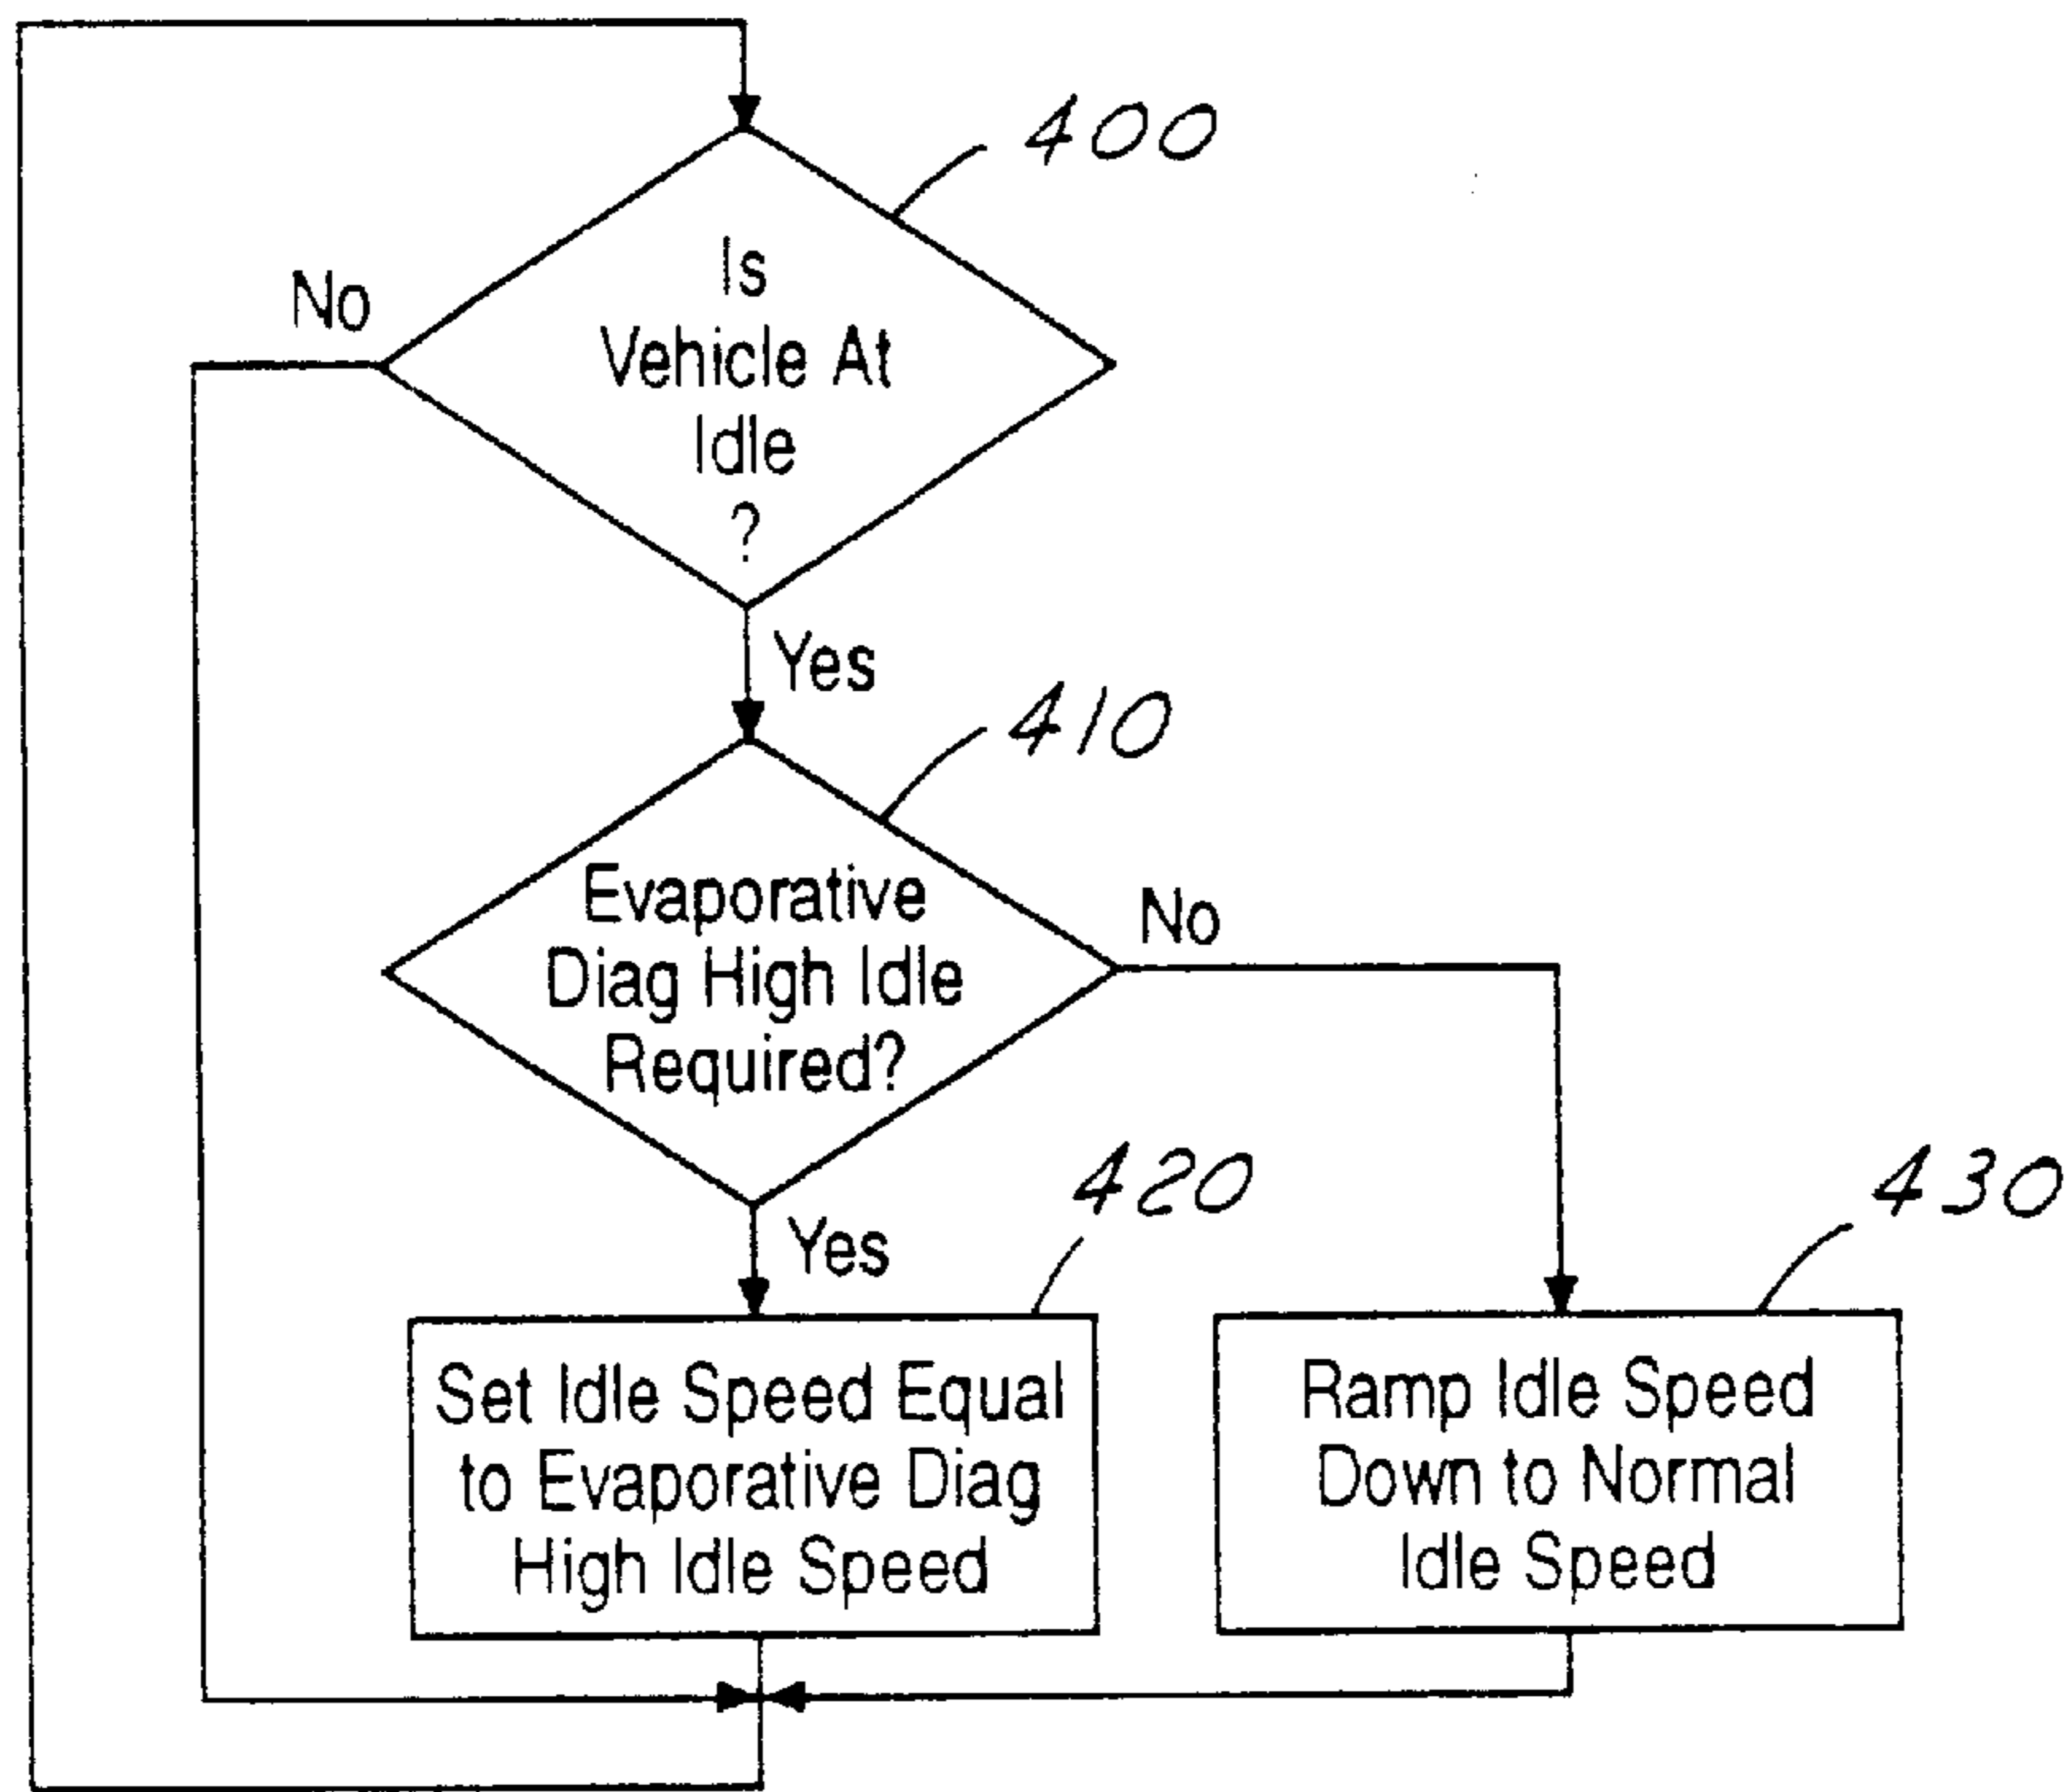 400
Is
Vehicle At
Idle
?
No
Yes
410
Evaporative
Diag High Idle
Required?
No
Yes
420
Set Idle Speed Equal
to Evaporative Diag
High Idle Speed
430
Ramp Idle Speed
Down to Normal
Idle Speed